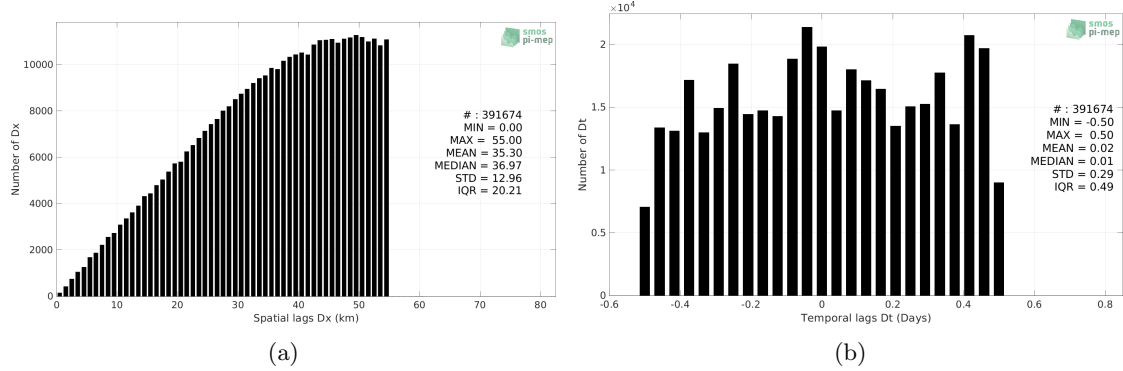 smos
pi-mep
Number of Dx
10000
8000
6000
4000
2000
0
# : 391674
MIN = 0.00
MAX = 55.00
MEAN = 35.30
MEDIAN = 36.97
STD = 12.96
IQR = 20.21
0 10 20 30 40 50 60 70 80
Spatial lags Dx (km)
(a)
×10⁴
smos
pi-mep
Number of Dt
2
1.5
1
0.5
0
# : 391674
MIN = -0.50
MAX = 0.50
MEAN = 0.02
MEDIAN = 0.01
STD = 0.29
IQR = 0.49
-0.6 -0.4 -0.2 0 0.2 0.4 0.6 0.8
Temporal lags Dt (Days)
(b)